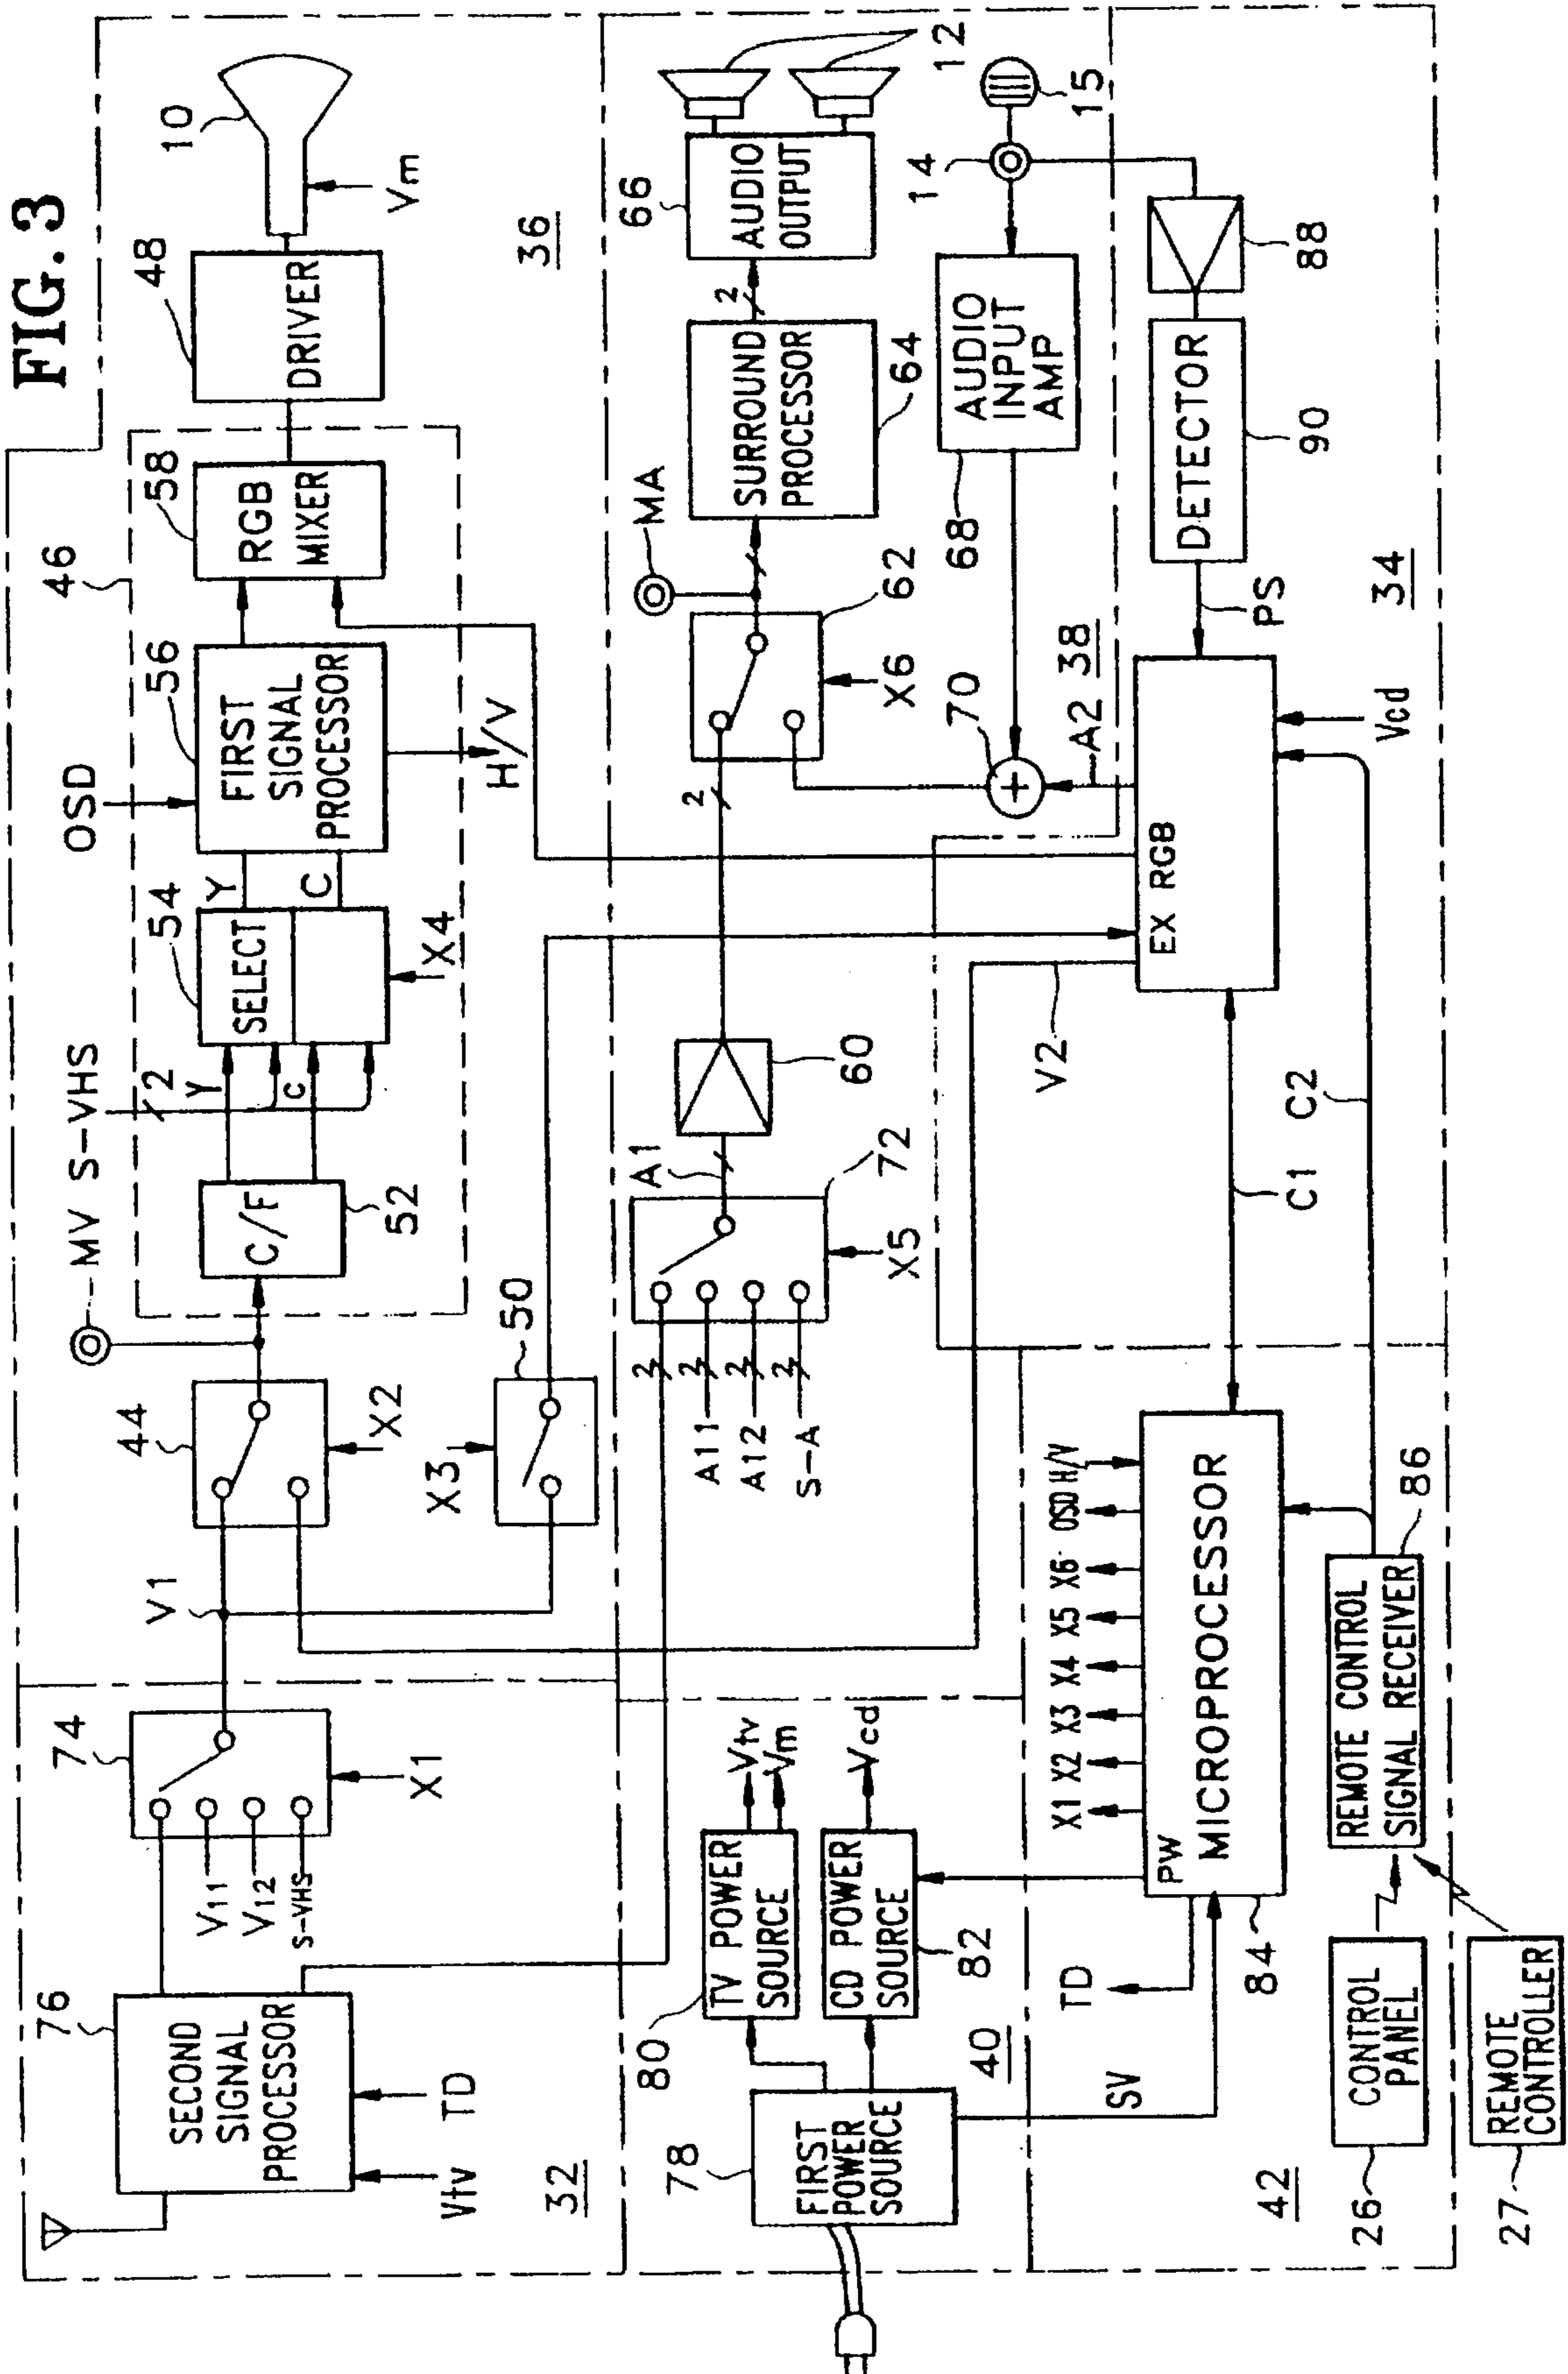 FIG. 3
76
SECOND
SIGNAL
PROCESSOR
Vtv
TD
32
74
V11
V12
S-VHS
X1
V1
44
X2
X3
50
MV
S-VHS
2
46
C/F
52
Y
C
54
SELECT
X4
Y
C
OSD
56
FIRST
SIGNAL
PROCESSOR
H/V
58
RGB
MIXER
48
DRIVER
10
Vm
36
2
2
2
2
A11
A12
S-A
72
X5
A1
60
2
62
X6
MA
SURROUND
PROCESSOR
64
2
66
AUDIO
OUTPUT
12
14
15
AUDIO
INPUT
AMP
68
70
A2
38
78
FIRST
POWER
SOURCE
80
TV POWER
SOURCE
Vtv
Vm
CD POWER
SOURCE
82
Vcd
40
SV
TD
42
84
PW
MICROPROCESSOR
X1
X2
X3
X4
X5
X6
OSD
H/V
26
CONTROL
PANEL
27
REMOTE
CONTROLLER
REMOTE CONTROL
SIGNAL RECEIVER
86
C1
C2
V2
EX
RGB
Vcd
PS
DETECTOR
90
88
34